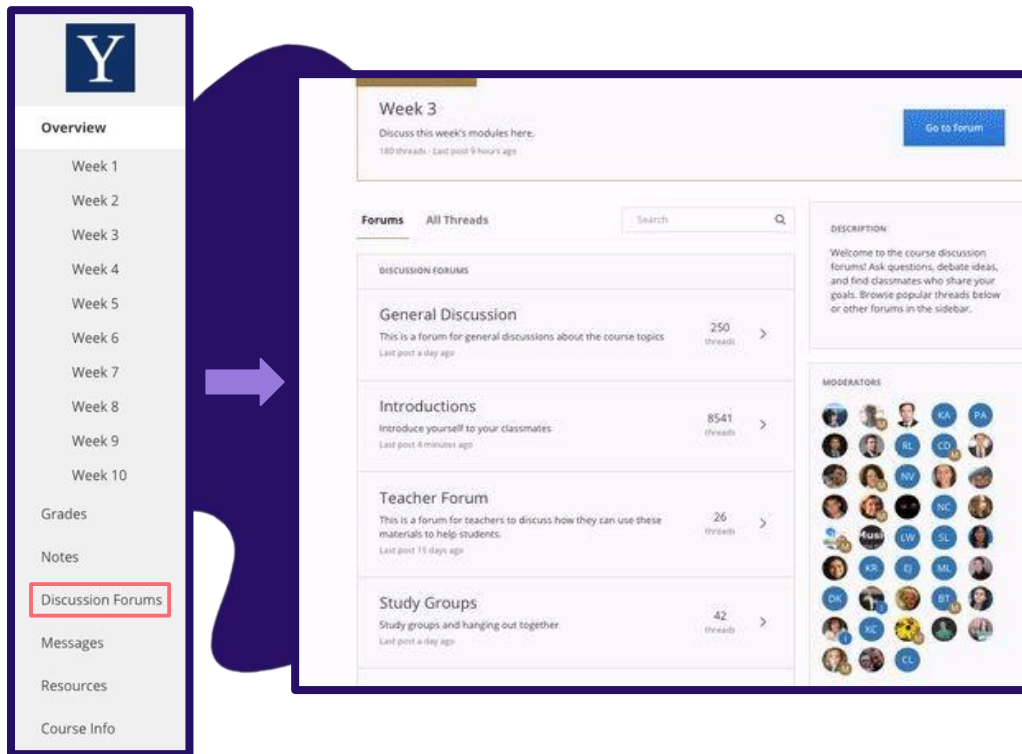 Y
Overview
Week 1
Week 2
Week 3
Week 4
Week 5
Week 6
Week 7
Week 8
Week 9
Week 10
Grades
Notes
Discussion Forums
Messages
Resources
Course Info
Week 3
Discuss this week's modules here.
180 threads · Last post 9 hours ago
Go to forum
Forums
All Threads
Search
DISCUSSION FORUMS
General Discussion
This is a forum for general discussions about the course topics
Last post a day ago
250
threads
Introductions
Introduce yourself to your classmates
Last post 4 minutes ago
8541
threads
Teacher Forum
This is a forum for teachers to discuss how they can use these
materials to help students.
Last post 15 days ago
26
threads
Study Groups
Study groups and hanging out together
Last post a day ago
42
threads
DESCRIPTION
Welcome to the course discussion
forums! Ask questions, debate ideas,
and find classmates who share your
goals. Browse popular threads below
or other forums in the sidebar.
MODERATORS
M
KA
PA
RL
CD
M
M
NV
M
NC
M
Musi
LW
SL
KR
EJ
ML
DK
I
BT
M
I
KC
M
M
CL